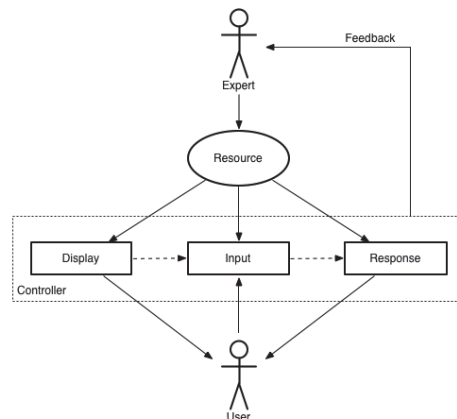 Feedback
Expert
Resource
Display
Input
Response
Controller
User